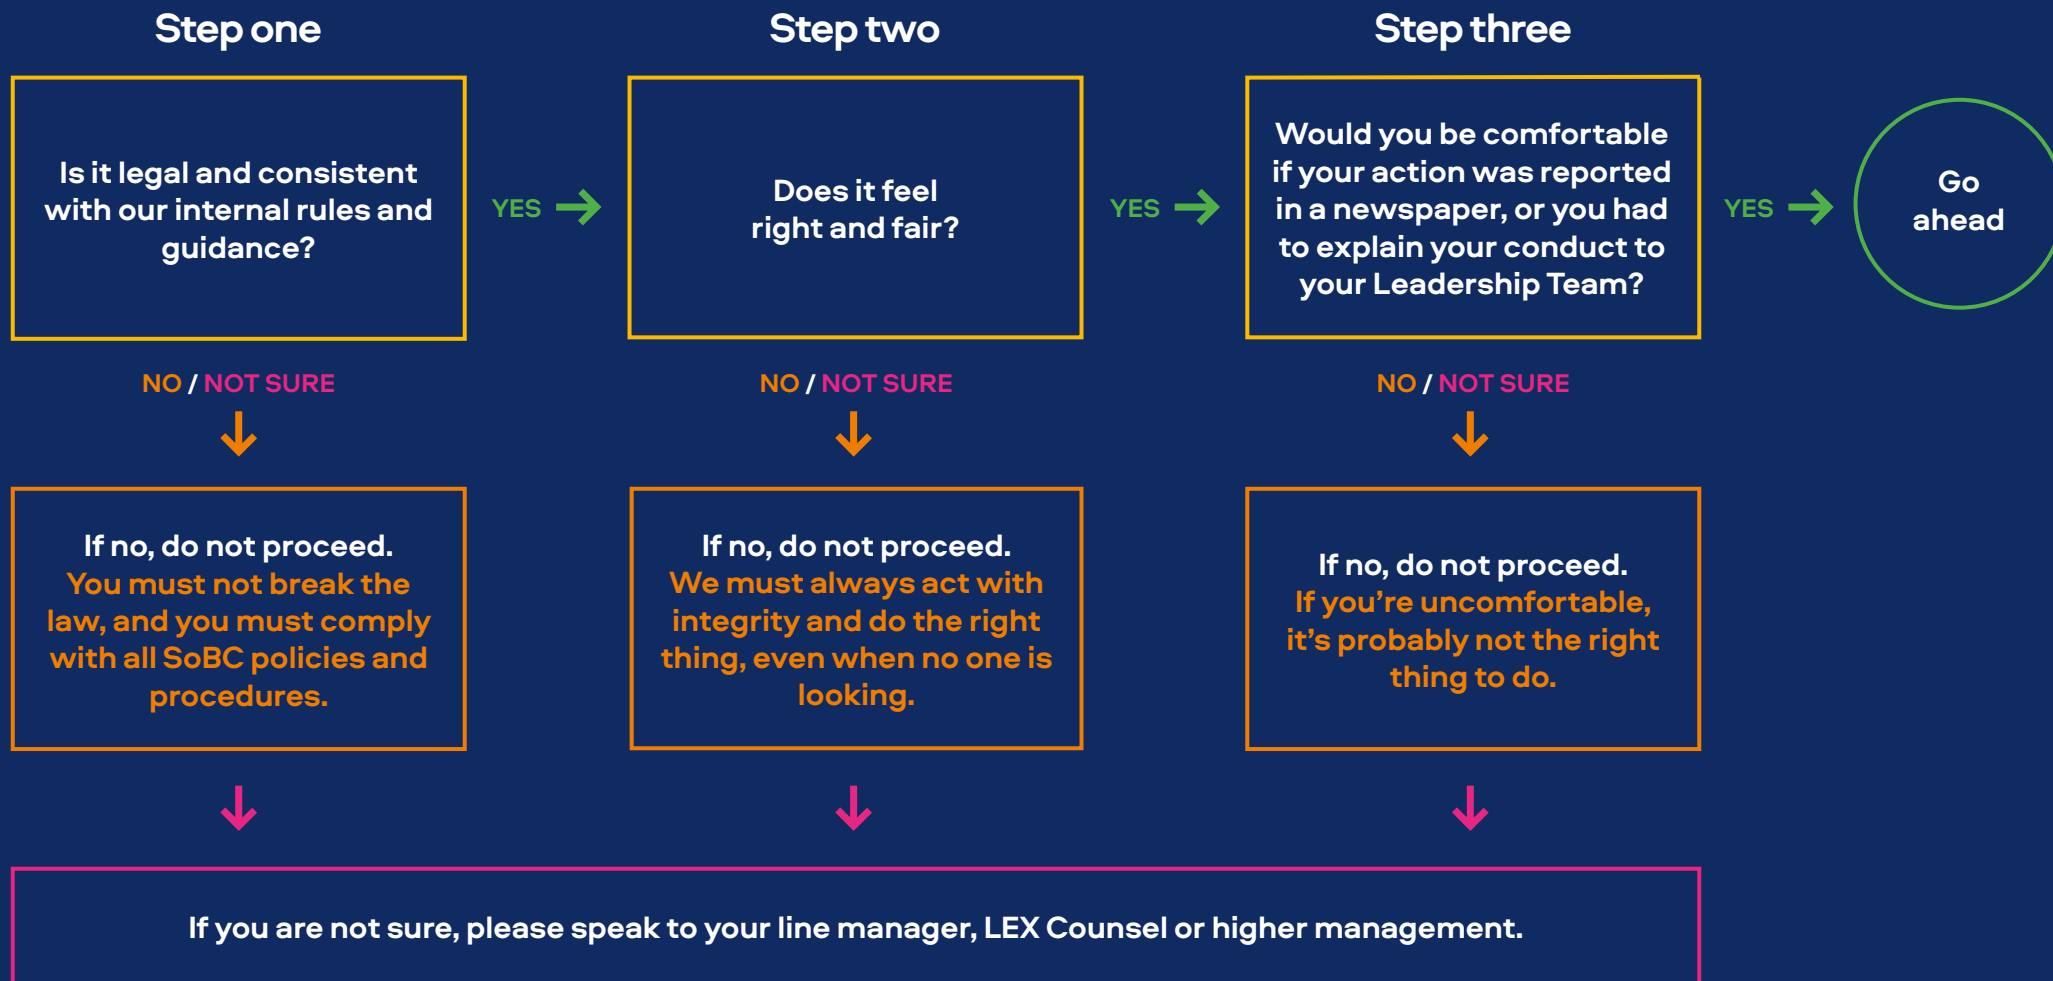 Step one
Is it legal and consistent
with our internal rules and
guidance?
YES
Step two
Does it feel
right and fair?
YES
Step three
Would you be comfortable
if your action was reported
in a newspaper, or you had
to explain your conduct to
your Leadership Team?
YES
Go
ahead
NO / NOT SURE
NO / NOT SURE
NO / NOT SURE
If no, do not proceed.
You must not break the
law, and you must comply
with all SoBC policies and
procedures.
If no, do not proceed.
We must always act with
integrity and do the right
thing, even when no one is
looking.
If no, do not proceed.
If you’re uncomfortable,
it's probably not the right
thing to do.
If you are not sure, please speak to your line manager, LEX Counsel or higher management.